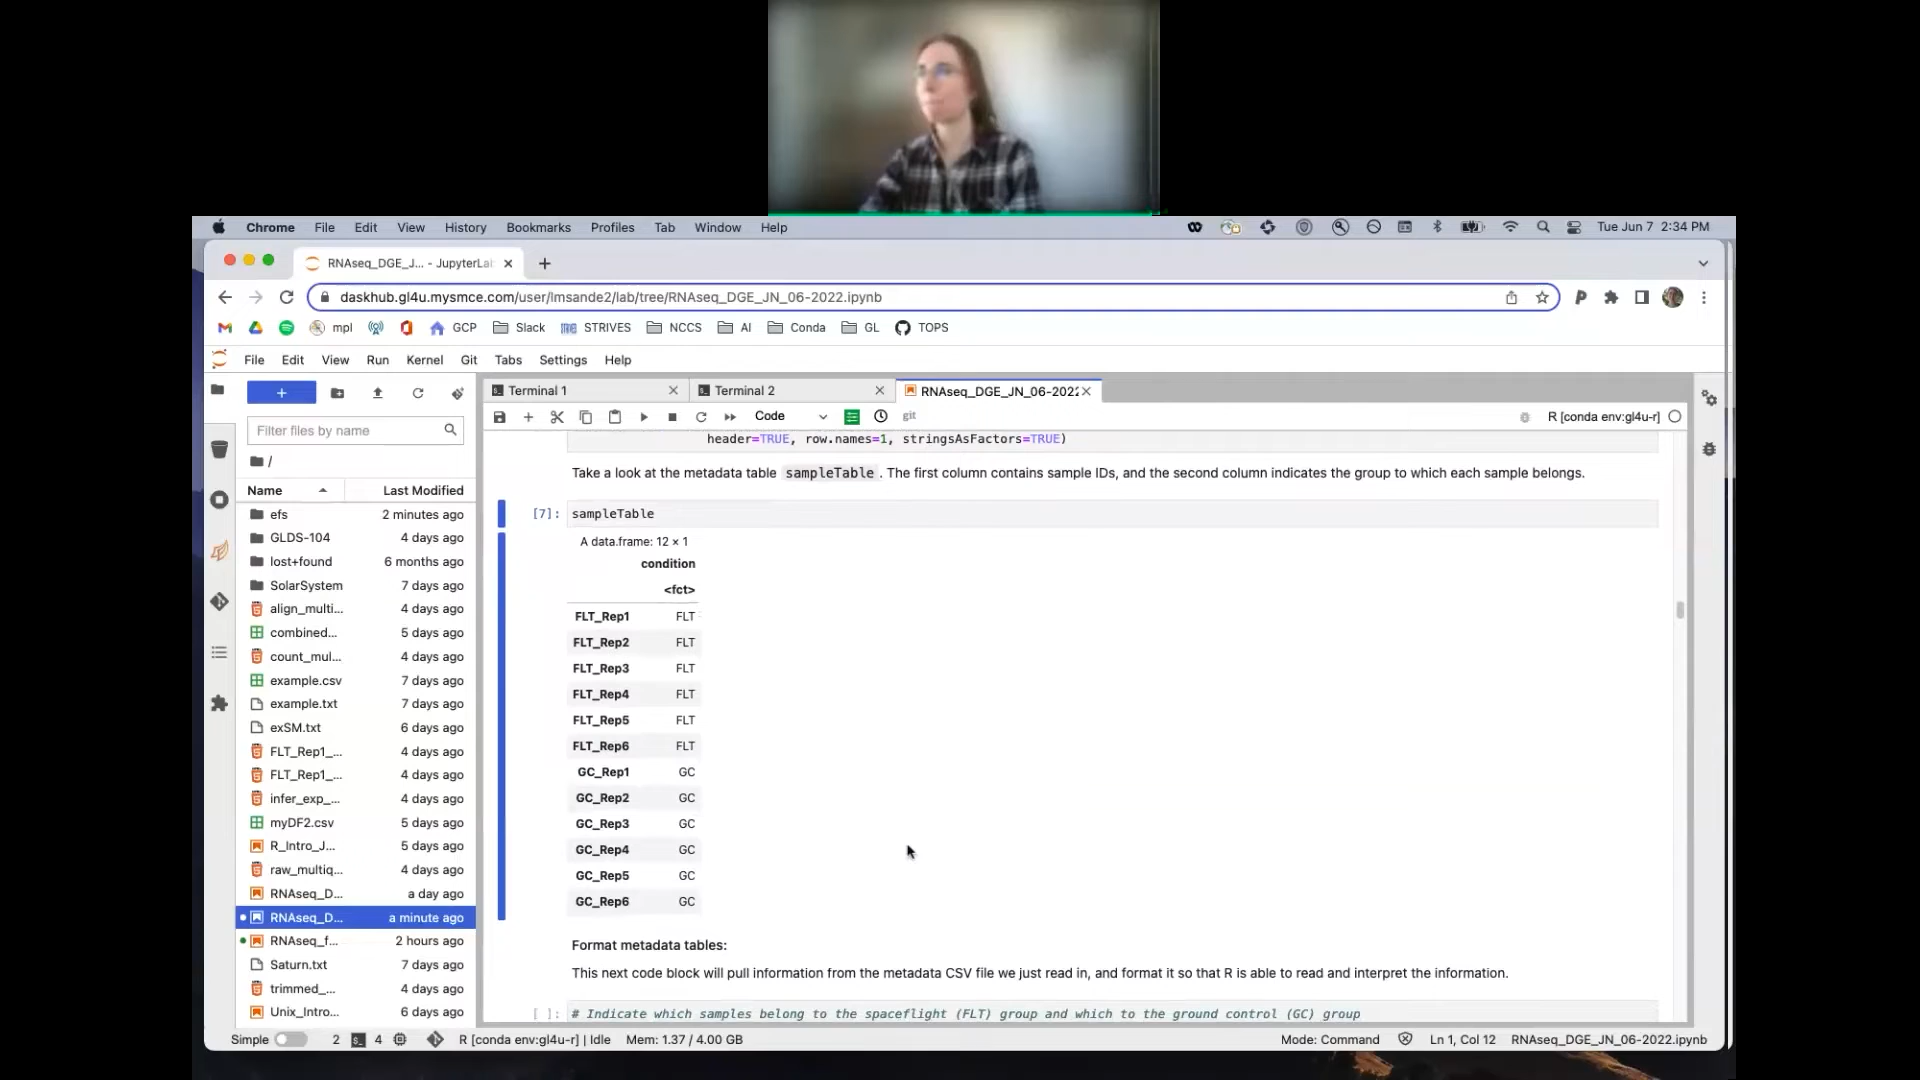 Chrome File Edit View History Bookmarks Profiles Tab Window Help Tue Jun 7 2:34 PM
RNAseq_DGE_J... - JupyterLab
daskhub.gl4u.mysmce.com/user/lmsande2/lab/tree/RNAseq_DGE_JN_06-2022.ipynb
mpl GCP Slack STRIVES NCCS AI Conda GL TOPS
File Edit View Run Kernel Git Tabs Settings Help
Terminal 1 Terminal 2 RNAseq_DGE_JN_06-2022
Code git R [conda env:gl4u-r]
Filter files by name
/
Name Last Modified
efs 2 minutes ago
GLDS-104 4 days ago
lost+found 6 months ago
SolarSystem 7 days ago
align_multi... 4 days ago
combined... 5 days ago
count_mul... 4 days ago
example.csv 7 days ago
example.txt 7 days ago
exSM.txt 6 days ago
FLT_Rep1_... 4 days ago
FLT_Rep1_... 4 days ago
infer_exp_... 4 days ago
myDF2.csv 5 days ago
R_Intro_J... 5 days ago
raw_multiq... 4 days ago
RNAseq_D... a day ago
RNAseq_D... a minute ago
RNAseq_f... 2 hours ago
Saturn.txt 7 days ago
trimmed_... 4 days ago
Unix_Intro... 6 days ago
header=TRUE, row.names=1, stringsAsFactors=TRUE)
Take a look at the metadata table sampleTable . The first column contains sample IDs, and the second column indicates the group to which each sample belongs.
[7]: sampleTable
A data.frame: 12 × 1
condition
<fct>
FLT_Rep1 FLT
FLT_Rep2 FLT
FLT_Rep3 FLT
FLT_Rep4 FLT
FLT_Rep5 FLT
FLT_Rep6 FLT
GC_Rep1 GC
GC_Rep2 GC
GC_Rep3 GC
GC_Rep4 GC
GC_Rep5 GC
GC_Rep6 GC
Format metadata tables:
This next code block will pull information from the metadata CSV file we just read in, and format it so that R is able to read and interpret the information.
[ ]: # Indicate which samples belong to the spaceflight (FLT) group and which to the ground control (GC) group
Simple 2 4 R [conda env:gl4u-r] | Idle Mem: 1.37 / 4.00 GB Mode: Command Ln 1, Col 12 RNAseq_DGE_JN_06-2022.ipynb